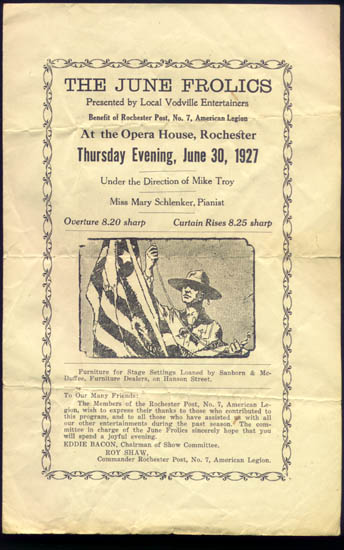 THE JUNE FROLICS
Presented by Local Vodville Entertainers
Benefit of Rochester Post, No. 7, American Legion
At the Opera House, Rochester
Thursday Evening, June 30, 1927
Under the Direction of Mike Troy
Miss Mary Schlenker, Pianist
Overture 8.20 sharp Curtain Rises 8.25 sharp
Furniture for Stage Settings Loaned by Sanborn & Mc-
Duffee, Furniture Dealers, on Hanson Street.
To Our Many Friends:
The Members of the Rochester Post, No. 7, American Le-
gion, wish to express their thanks to those who contributed to
this program, and to all those who have assisted us with all
our other entertainments during the past season. The com-
mittee in charge of the June Frolics sincerely hope that you
will spend a joyful evening.
EDDIE BACON, Chairman of Show Committee,
ROY SHAW,
Commander Rochester Post, No. 7, American Legion.